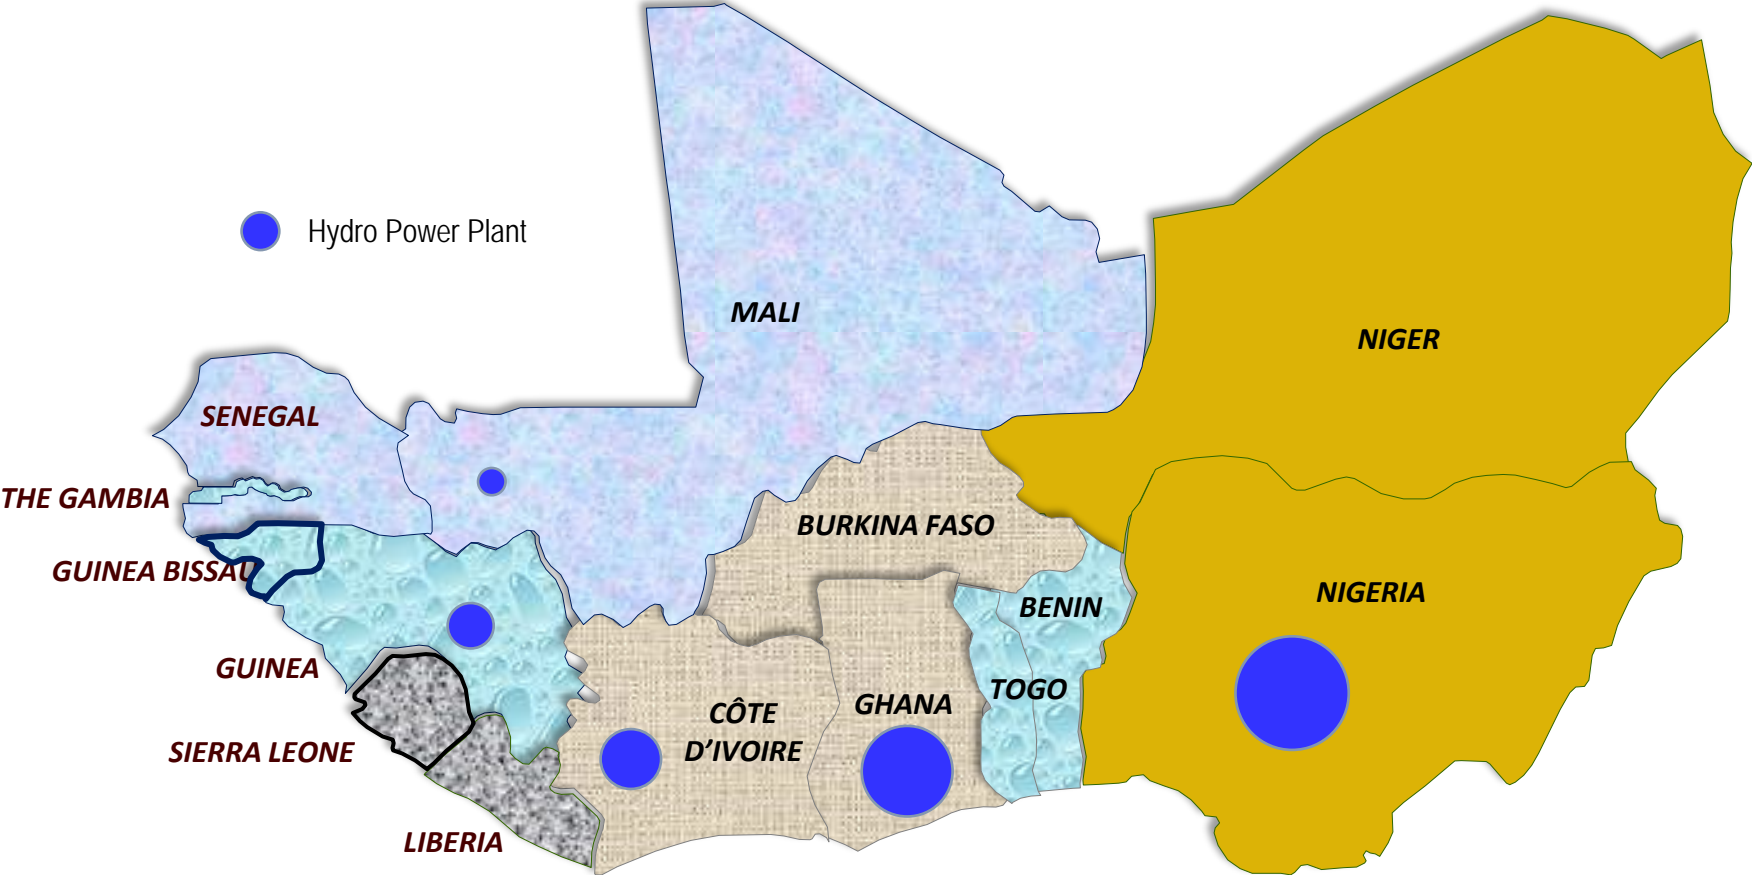 Hydro Power Plant
MALI
NIGER
SENEGAL
THE GAMBIA
BURKINA FASO
GUINEA BISSAU
NIGERIA
BENIN
GUINEA
TOGO
GHANA
CÔTE
D'IVOIRE
SIERRA LEONE
LIBERIA